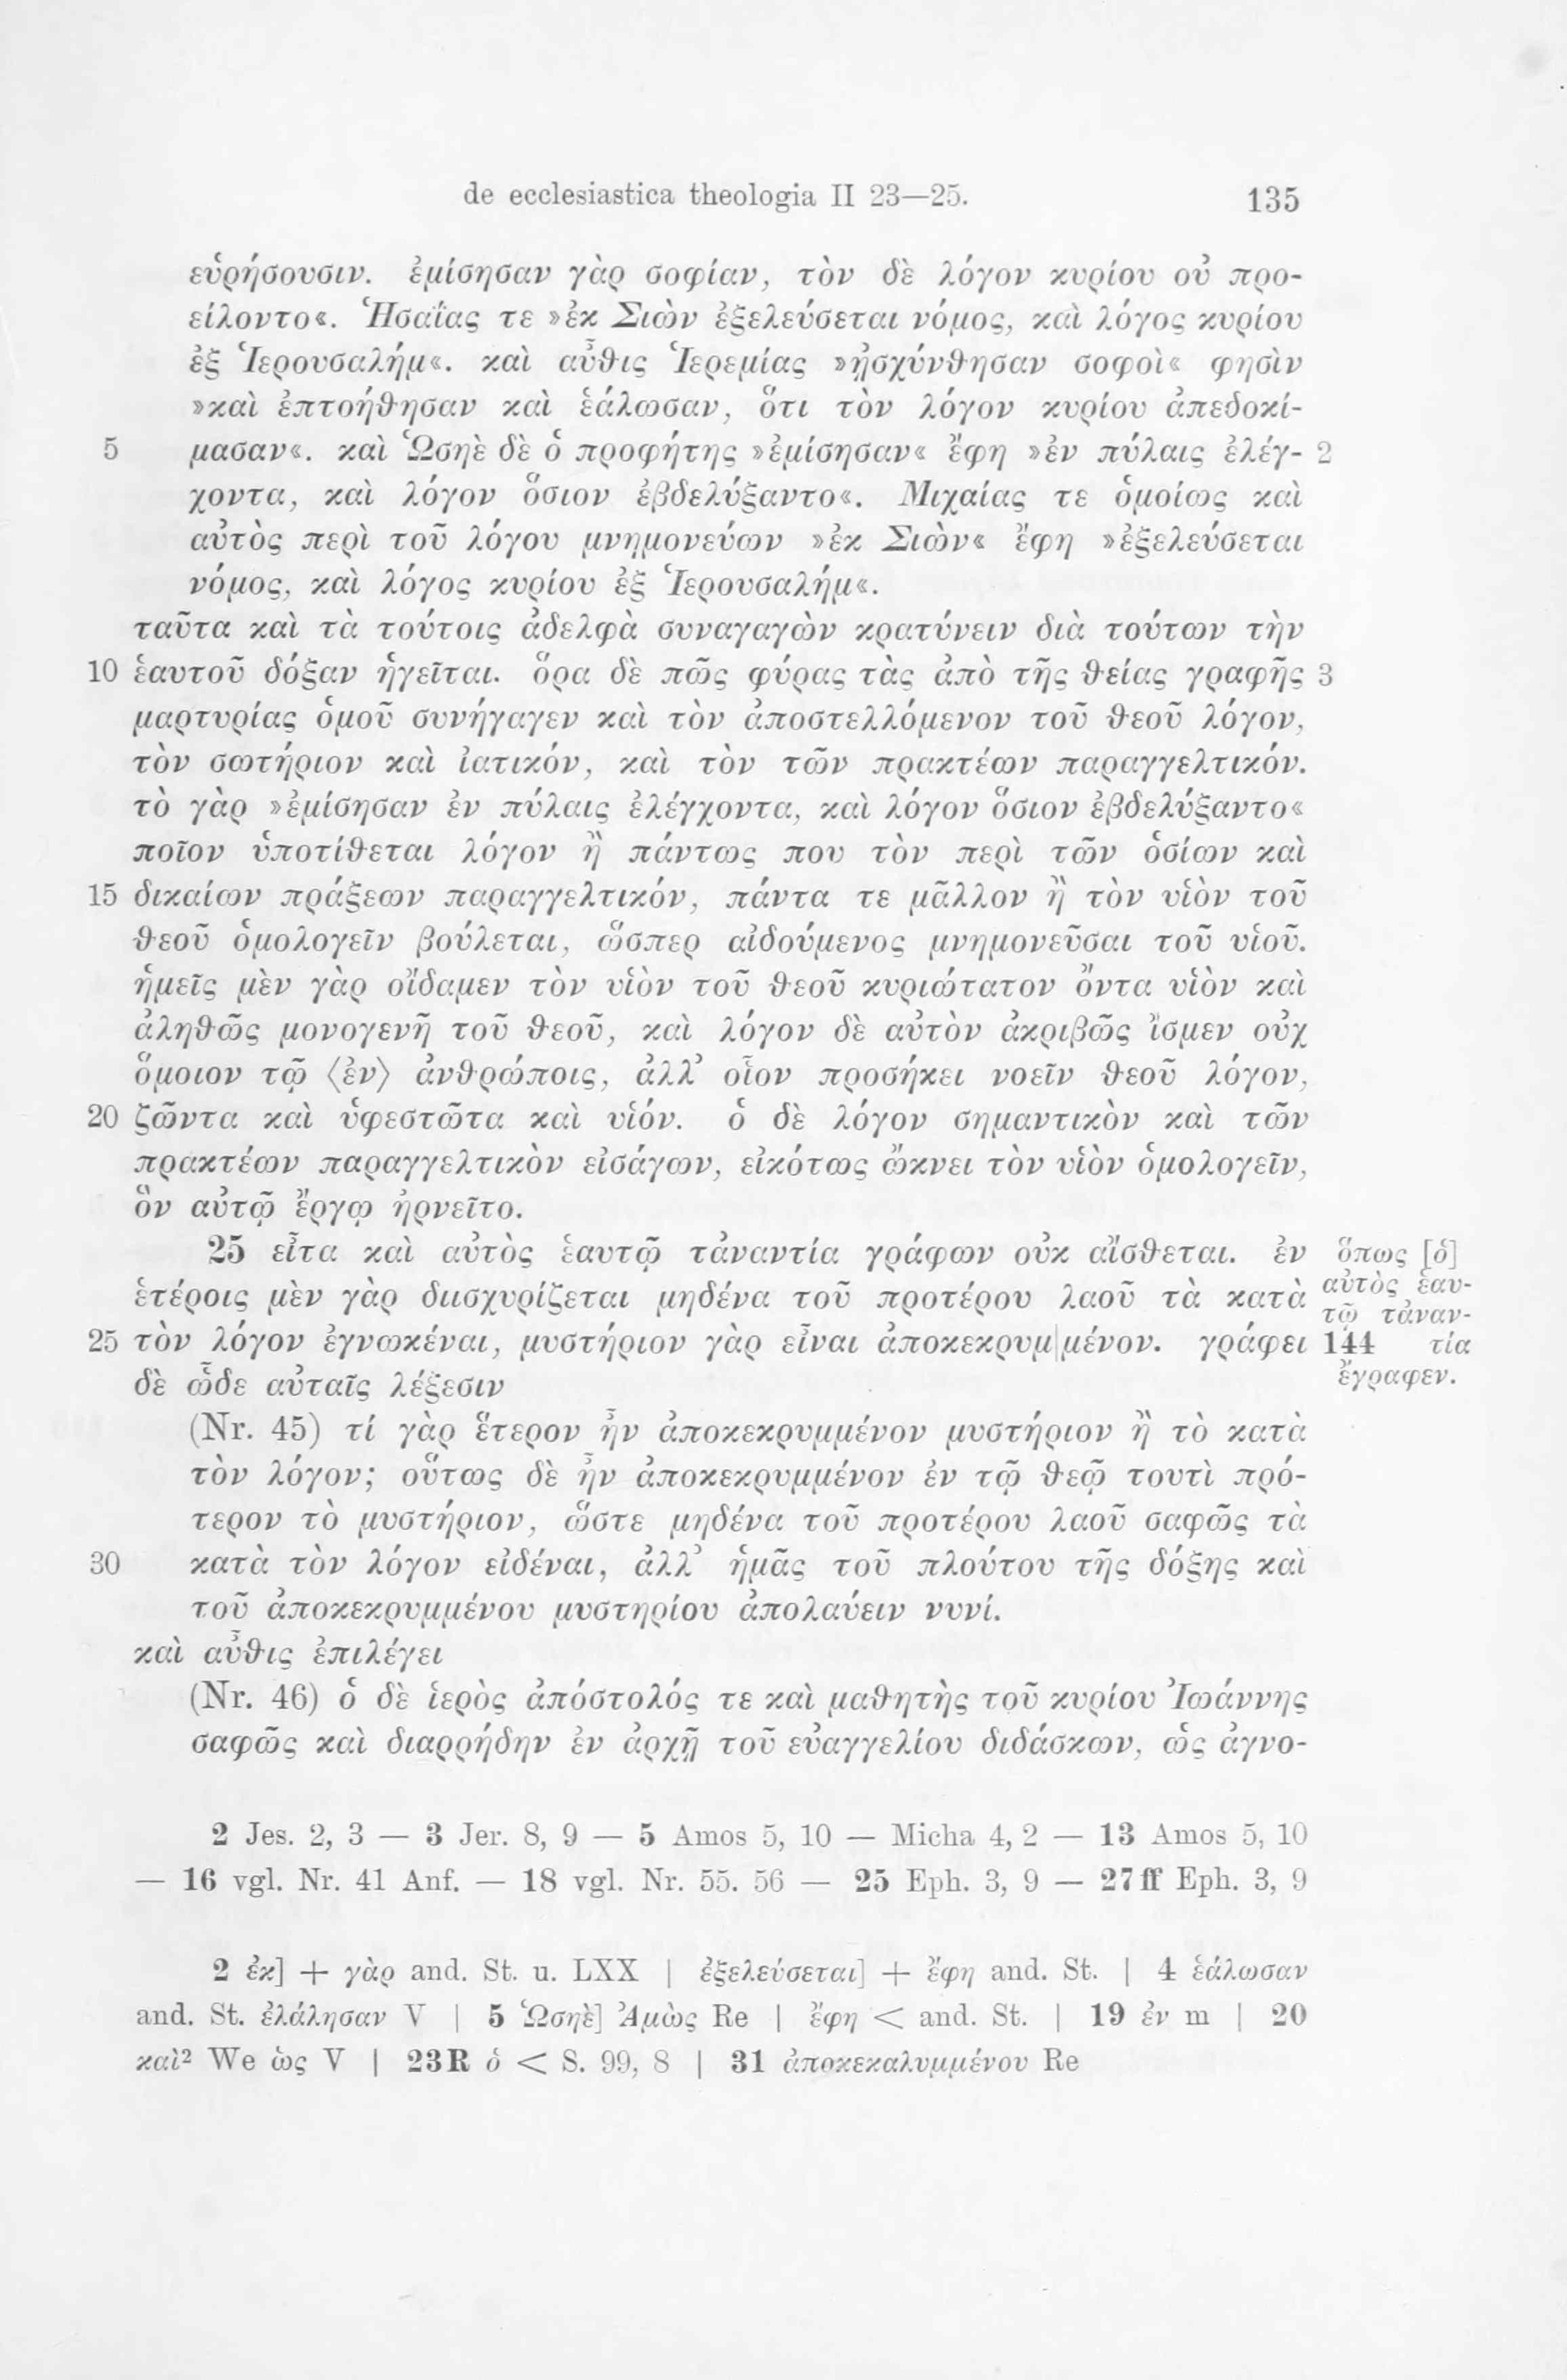 de ecclesiastica theologia II 23—25. 135
εὑρήσουσιν. ἐμίσησαν γὰρ σοφίαν, τὸν δὲ λόγον κυρίου οὐ προ-
είλοντο«. Ἡσαΐας τε »ἐκ Σιὼν ἐξελεύσεται νόμος, καὶ λόγος κυρίου
ἐξ Ἱερουσαλήμ«. καὶ αὖθις Ἱερεμίας »ᾐσχύνθησαν σοφοὶ« φησὶν
»καὶ ἐπτοήθησαν καὶ ἑάλωσαν, ὅτι τὸν λόγον κυρίου ἀπεδοκί-
5 μασαν«. καὶ Ὡσηὲ δὲ ὁ προφήτης »ἐμίσησαν« ἔφη »ἐν πύλαις ἐλέγ- 2
χοντα, καὶ λόγον ὅσιον ἐβδελύξαντο«. Μιχαίας τε ὁμοίως καὶ
αὐτὸς περὶ τοῦ λόγου μνημονεύων »ἐκ Σιὼν« ἔφη »ἐξελεύσεται
νόμος, καὶ λόγος κυρίου ἐξ Ἱερουσαλήμ«.
ταῦτα καὶ τὰ τούτοις ἀδελφὰ συναγαγὼν κρατύνειν διὰ τούτων τὴν
10 ἑαυτοῦ δόξαν ἡγεῖται. ὅρα δὲ πῶς φύρας τὰς ἀπὸ τῆς θείας γραφῆς 3
μαρτυρίας ὁμοῦ συνήγαγεν καὶ τὸν ἀποστελλόμενον τοῦ θεοῦ λόγον,
τὸν σωτήριον καὶ ἰατικόν, καὶ τὸν τῶν πρακτέων παραγγελτικόν.
τὸ γὰρ »ἐμίσησαν ἐν πύλαις ἐλέγχοντα, καὶ λόγον ὅσιον ἐβδελύξαντο«
ποῖον ὑποτίθεται λόγον ἢ πάντως που τὸν περὶ τῶν ὁσίων καὶ
15 δικαίων πράξεων παραγγελτικόν, πάντα τε μᾶλλον ἢ τὸν υἱὸν τοῦ
θεοῦ ὁμολογεῖν βούλεται, ὥσπερ αἰδούμενος μνημονεῦσαι τοῦ υἱοῦ.
ἡμεῖς μὲν γὰρ οἴδαμεν τὸν υἱὸν τοῦ θεοῦ κυριώτατον ὄντα υἱὸν καὶ
ἀληθῶς μονογενῆ τοῦ θεοῦ, καὶ λόγον δὲ αὐτὸν ἀκριβῶς ἴσμεν οὐχ
ὅμοιον τῷ ⟨ἐν⟩ ἀνθρώποις, ἀλλ’ οἷον προσήκει νοεῖν θεοῦ λόγον,
20 ζῶντα καὶ ὑφεστῶτα καὶ υἱόν. ὁ δὲ λόγον σημαντικὸν καὶ τῶν
πρακτέων παραγγελτικὸν εἰσάγων, εἰκότως ὤκνει τὸν υἱὸν ὁμολογεῖν,
ὃν αὐτῷ ἔργῳ ἠρνεῖτο.
25 εἶτα καὶ αὐτὸς ἑαυτῷ τἀναντία γράφων οὐκ αἴσθεται. ἐν ὅπως [ὁ]
ἑτέροις μὲν γὰρ διισχυρίζεται μηδένα τοῦ προτέρου λαοῦ τὰ κατὰ αὐτὸς ἑαυ-
τῷ τἀναν-
25 τὸν λόγον ἐγνωκέναι, μυστήριον γὰρ εἶναι ἀποκεκρυμ|μένον. γράφει 144 τία
δὲ ὧδε αὐταῖς λέξεσιν ἔγραφεν.
(Nr. 45) τί γὰρ ἕτερον ἦν ἀποκεκρυμμένον μυστήριον ἢ τὸ κατὰ
τὸν λόγον; οὕτως δὲ ἦν ἀποκεκρυμμένον ἐν τῷ θεῷ τουτὶ πρό-
τερον τὸ μυστήριον, ὥστε μηδένα τοῦ προτέρου λαοῦ σαφῶς τὰ
30 κατὰ τὸν λόγον εἰδέναι, ἀλλ’ ἡμᾶς τοῦ πλούτου τῆς δόξης καὶ
τοῦ ἀποκεκρυμμένου μυστηρίου ἀπολαύειν νυνί.
καὶ αὖθις ἐπιλέγει
(Nr. 46) ὁ δὲ ἱερὸς ἀπόστολός τε καὶ μαθητὴς τοῦ κυρίου Ἰωάννης
σαφῶς καὶ διαρρήδην ἐν ἀρχῇ τοῦ εὐαγγελίου διδάσκων, ὡς ἀγνο-
2 Jes. 2, 3 — 3 Jer. 8, 9 — 5 Amos 5, 10 — Micha 4, 2 — 13 Amos 5, 10
— 16 vgl. Nr. 41 Anf. — 18 vgl. Nr. 55. 56 — 25 Eph. 3, 9 — 27 ff Eph. 3, 9
2 ἐκ] + γὰρ and. St. u. LXX | ἐξελεύσεται] + ἔφη and. St. | 4 ἑάλωσαν
and. St. ἐλάλησαν V | 5 Ὡσηὲ] Ἀμὼς Re | ἔφη < and. St. | 19 ἐν m | 20
καὶ² We ὡς V | 23R ὁ < S. 99, 8 | 31 ἀποκεκαλυμμένου Re